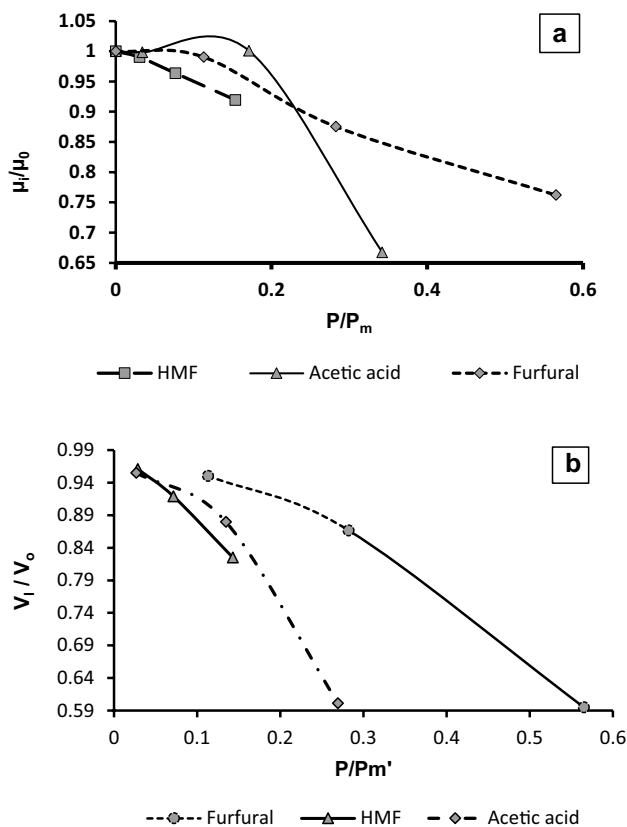 a
1.05
1
0.95
0.9
0.85
0.8
0.75
0.7
0.65
μi/μ0
0 0.2 0.4 0.6
P/Pm
HMF Acetic acid Furfural
b
0.99
0.94
0.89
0.84
0.79
0.74
0.69
0.64
0.59
VI / Vo
0 0.1 0.2 0.3 0.4 0.5 0.6
P/Pm'
Furfural HMF Acetic acid